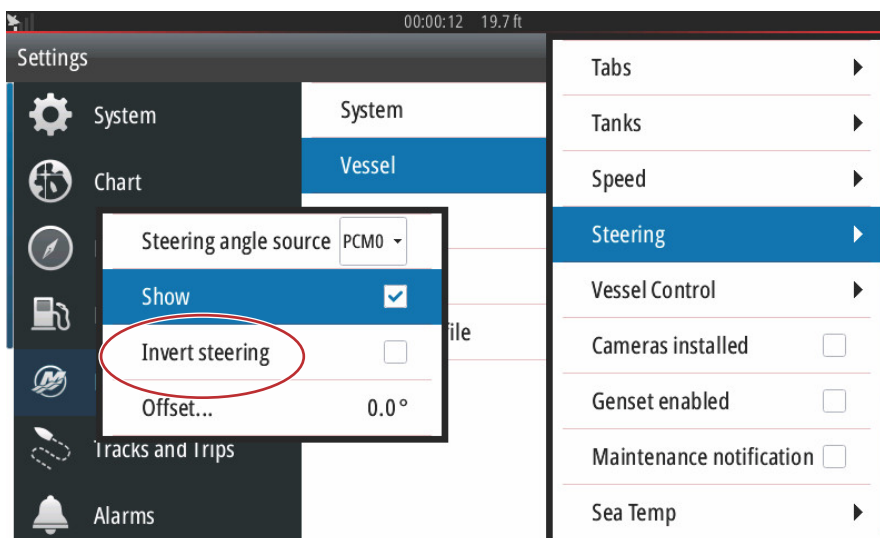 00:00:12 19.7 ft
Settings
System
Chart
Tracks and Trips
Alarms
System
Vessel
file
Steering angle source PCM0
Show
Invert steering
Offset... 0.0°
Tabs
Tanks
Speed
Steering
Vessel Control
Cameras installed
Genset enabled
Maintenance notification
Sea Temp